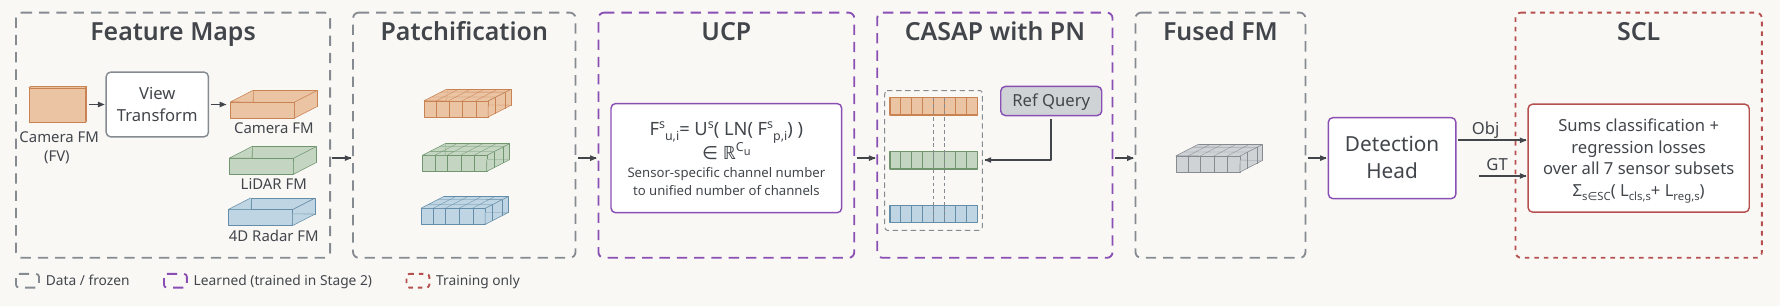 Feature Maps
Camera FM
(FV)
View
Transform
Camera FM
LiDAR FM
4D Radar FM
Patchification
UCP
Fˢᵤ,ᵢ= Uˢ( LN( Fˢₚ,ᵢ) )
∈ ℝ^Cᵤ
Sensor-specific channel number
to unified number of channels
CASAP with PN
Ref Query
Fused FM
Detection
Head
Obj
GT
SCL
Sums classification +
regression losses
over all 7 sensor subsets
Σs∈SC( Lcls,s+ Lreg,s)
Data / frozen
Learned (trained in Stage 2)
Training only